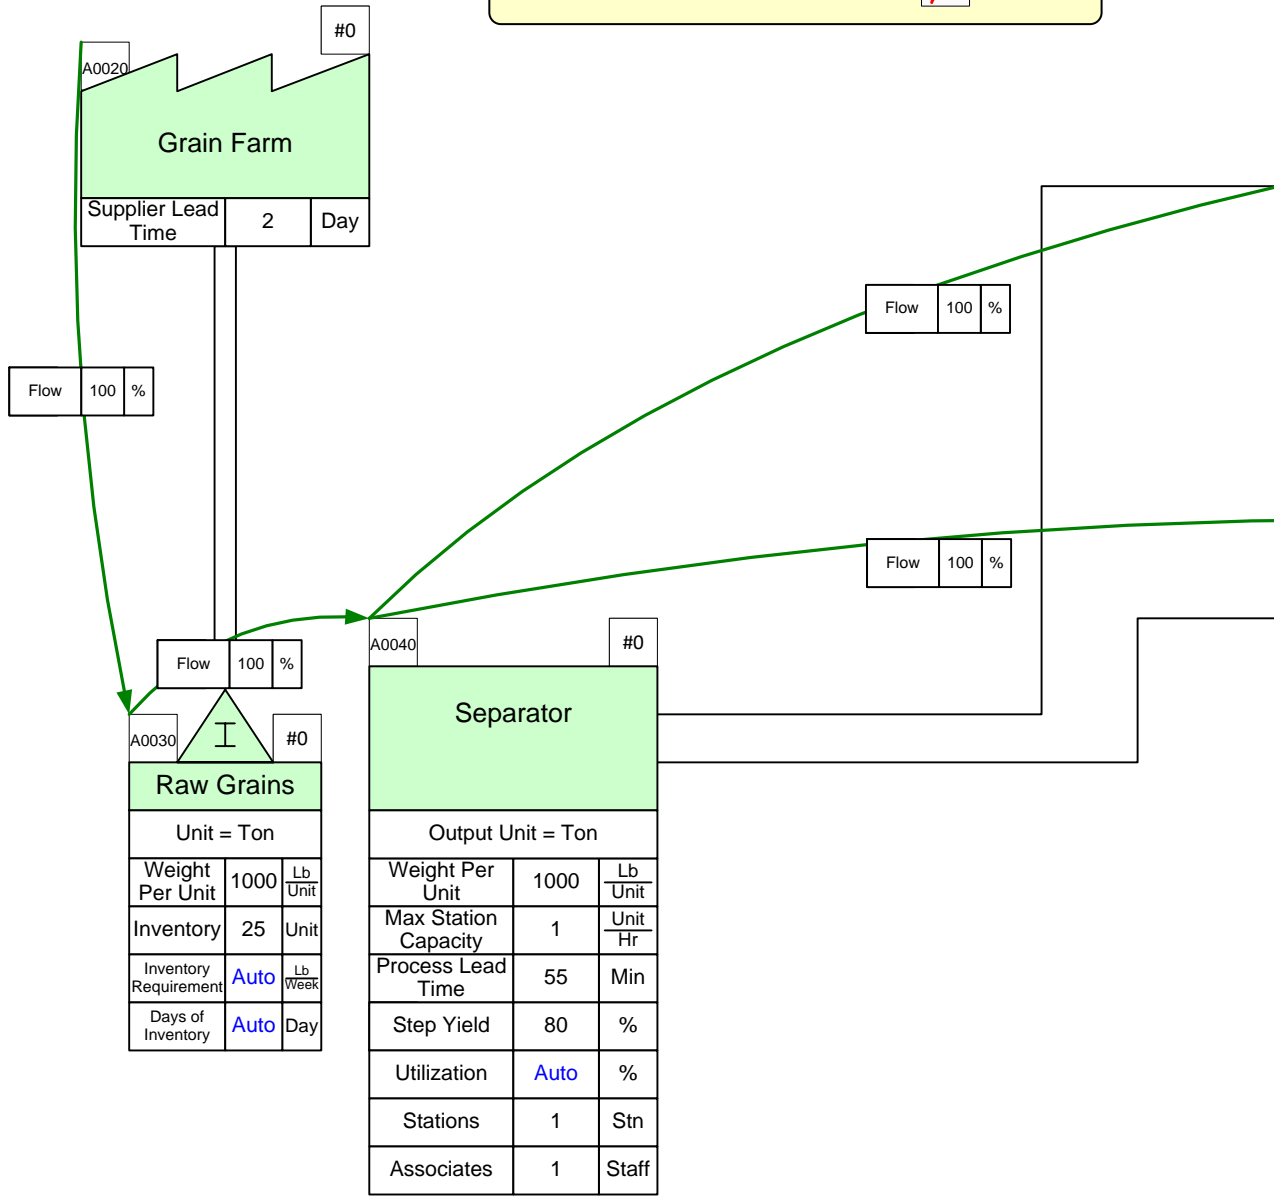 #0
A0020
Grain Farm
Supplier Lead
Time
2
Day
Flow 100 %
Flow 100 %
Flow 100 %
Flow 100 %
A0030
#0
Raw Grains
Unit = Ton
Weight
Per Unit
1000
Lb
Unit
Inventory 25 Unit
Inventory
Requirement
Auto
Lb
Week
Days of
Inventory
Auto
Day
A0040
#0
Separator
Output Unit = Ton
Weight Per
Unit
1000
Lb
Unit
Max Station
Capacity
1
Unit
Hr
Process Lead
Time
55
Min
Step Yield 80 %
Utilization Auto %
Stations 1 Stn
Associates 1 Staff